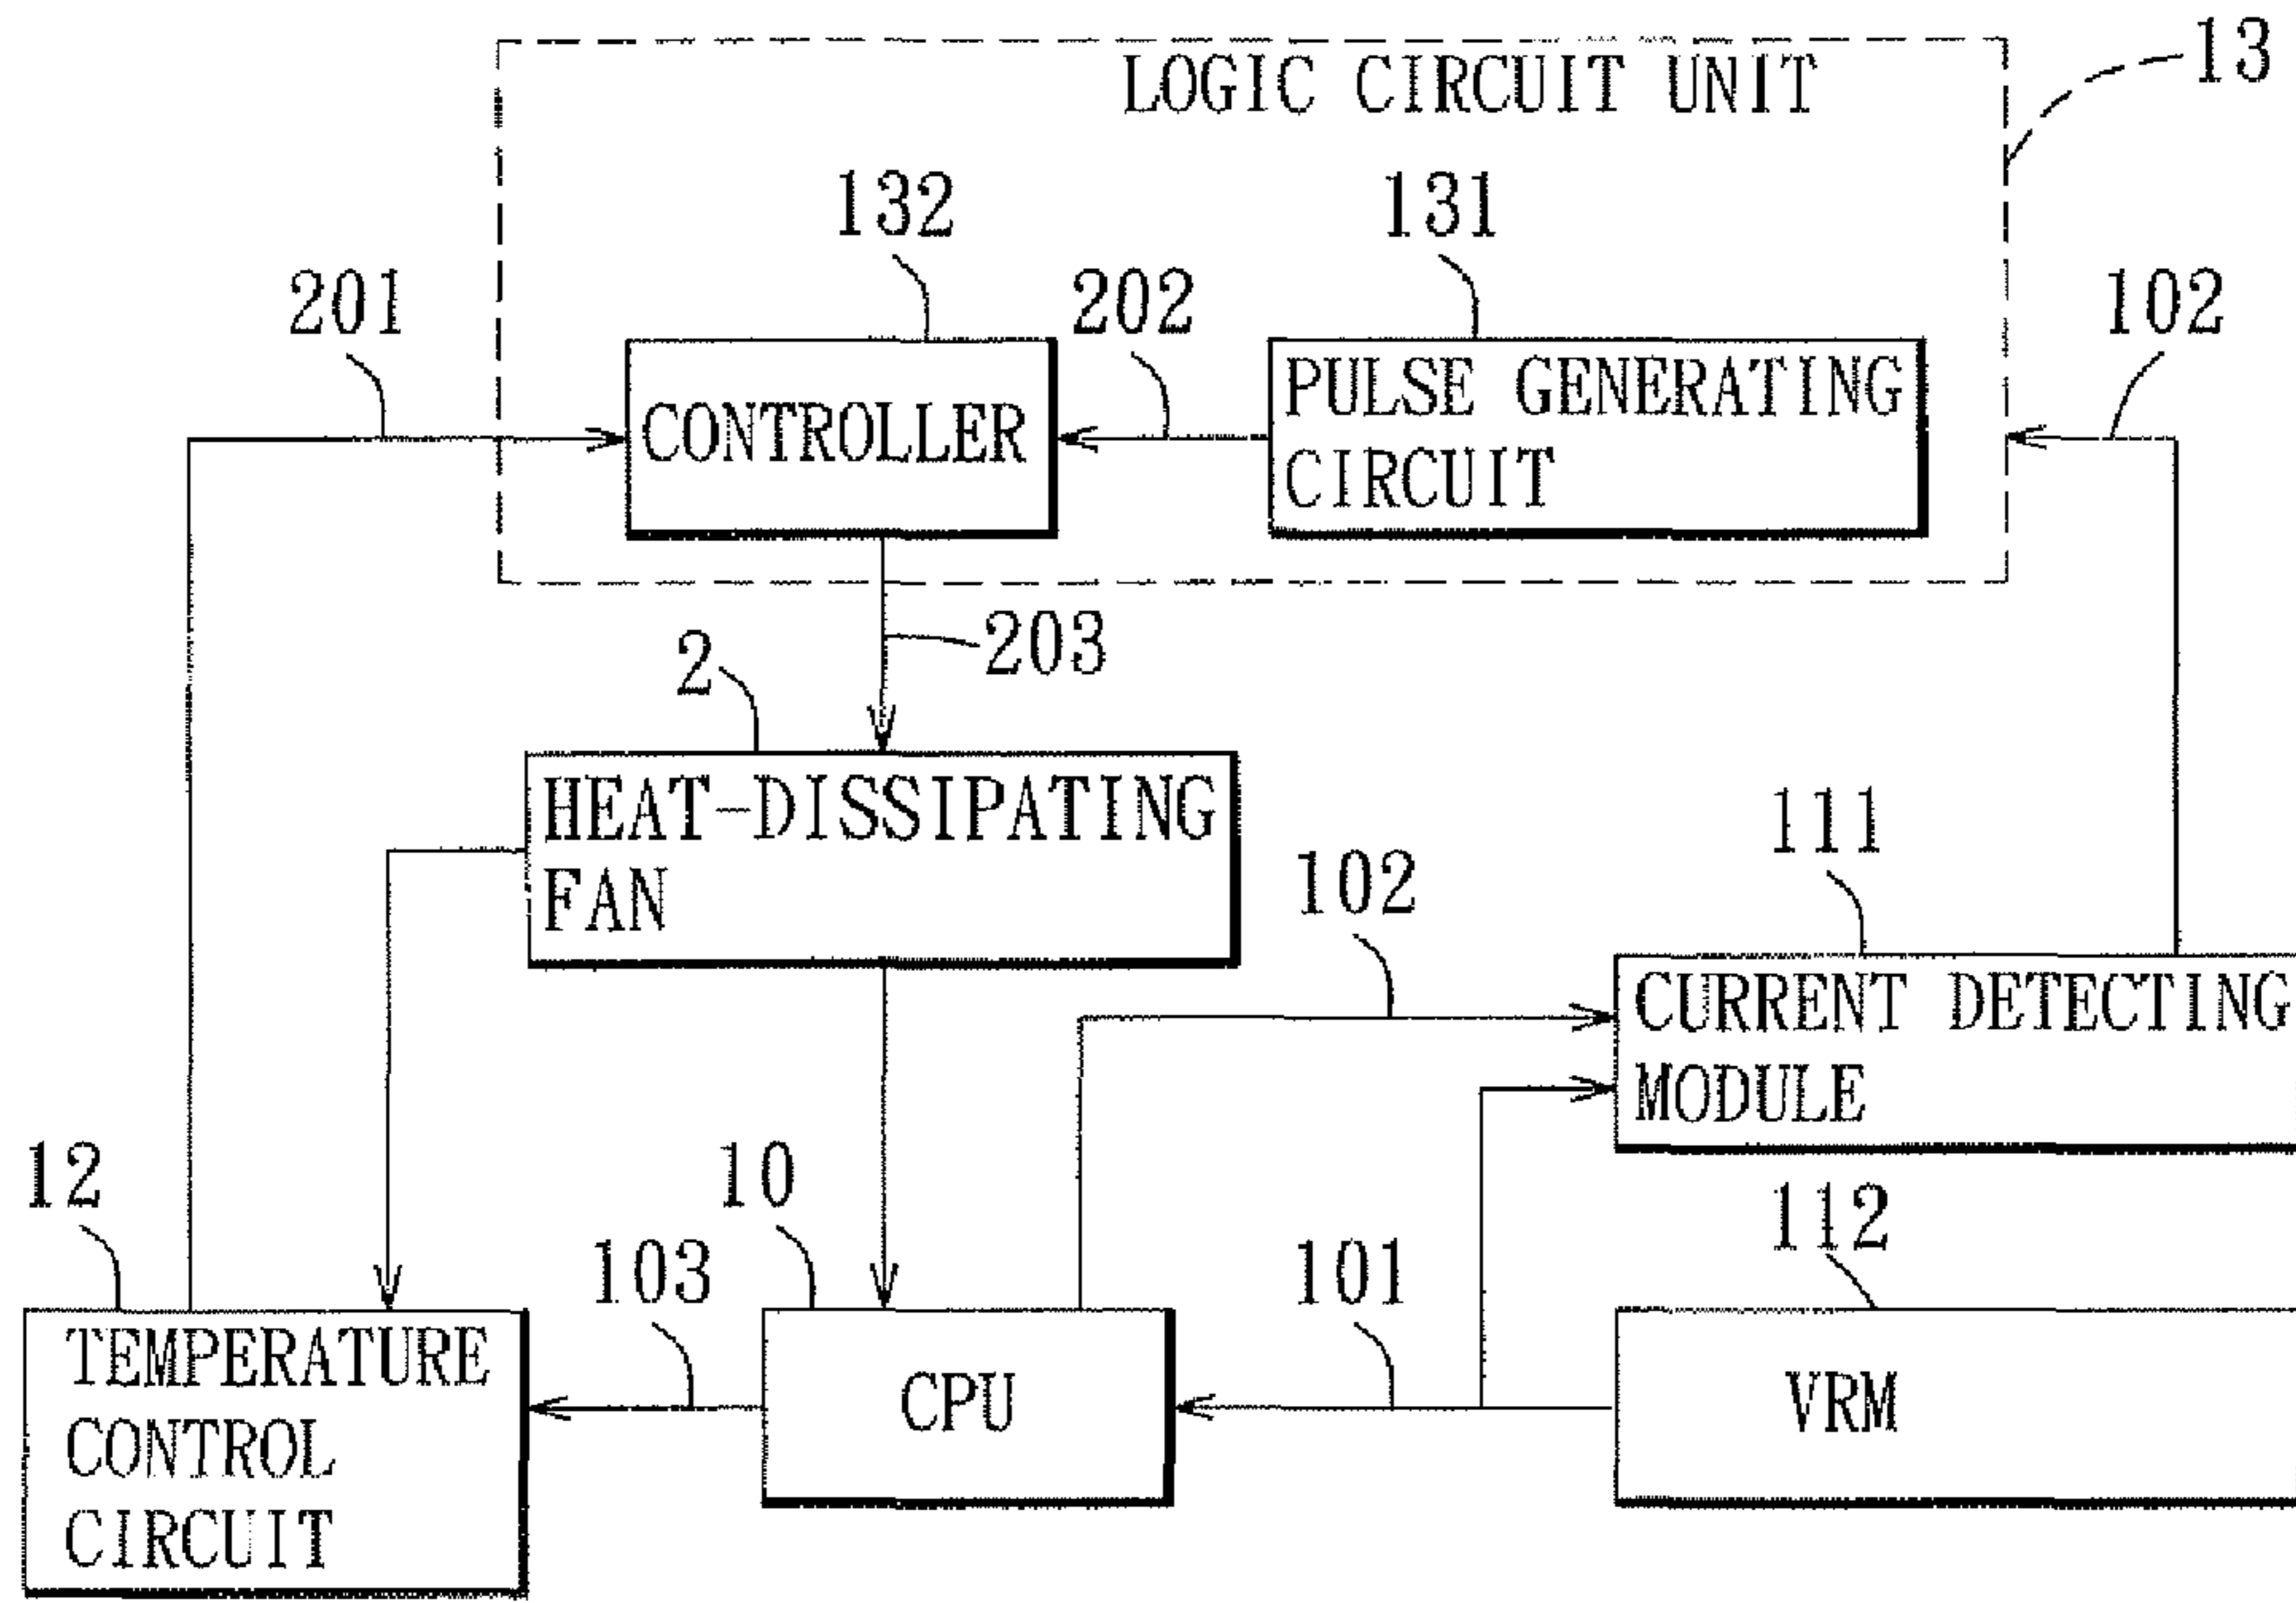 LOGIC CIRCUIT UNIT
13
132
131
201
202
102
CONTROLLER
PULSE GENERATING
CIRCUIT
203
2
HEAT-DISSIPATING
FAN
102
111
CURRENT DETECTING
MODULE
12
10
103
101
112
TEMPERATURE
CONTROL
CIRCUIT
CPU
VRM